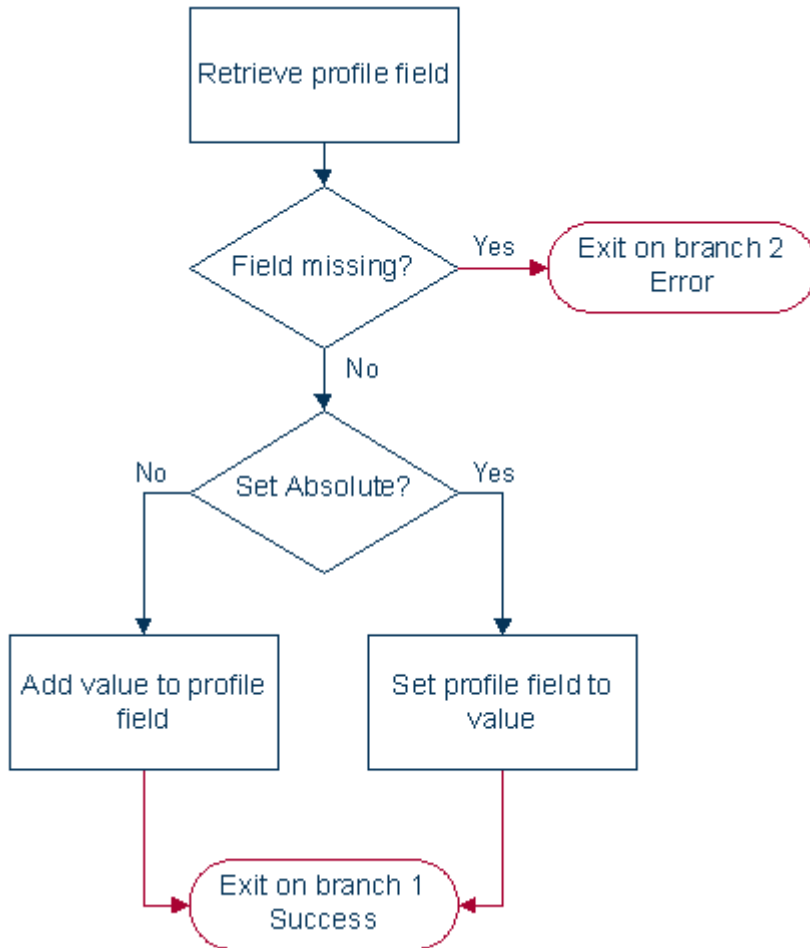 Retrieve profile field
Field missing?
Yes
Exit on branch 2
Error
No
Set Absolute?
No
Yes
Add value to profile
field
Set profile field to
value
Exit on branch 1
Success